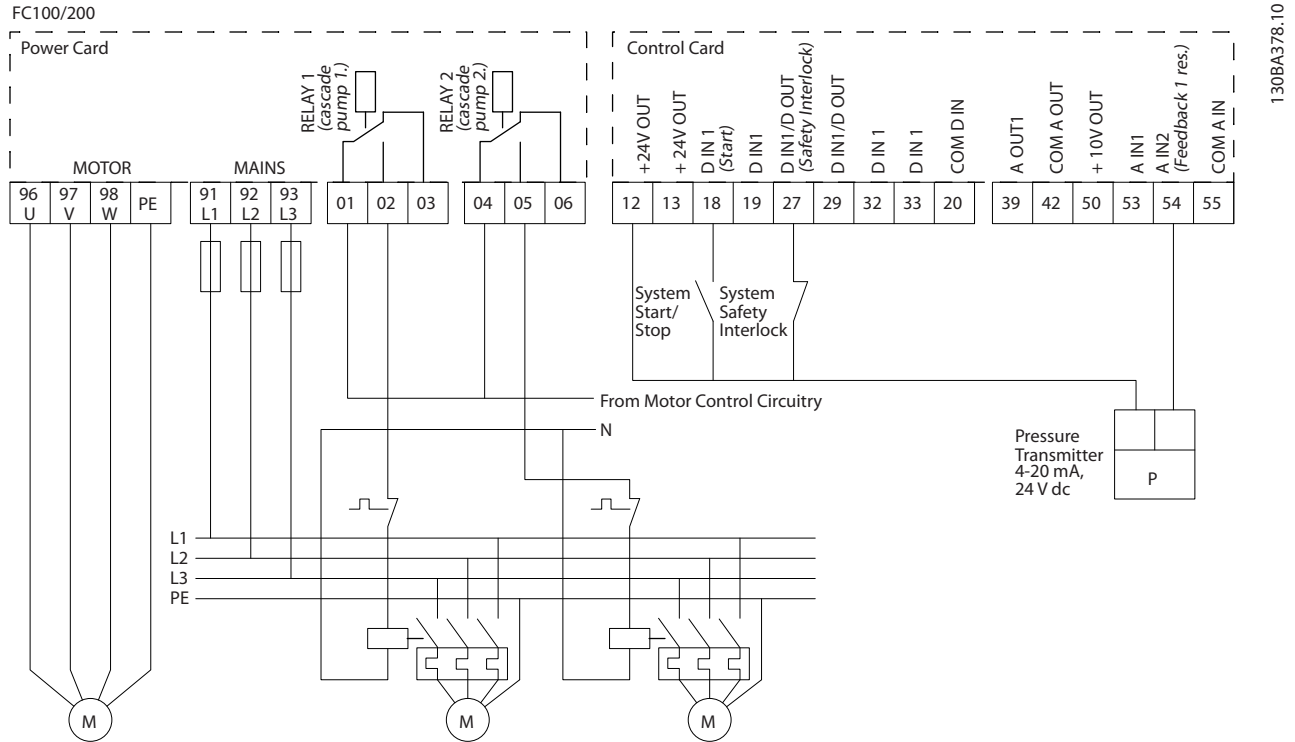 FC100/200
130BA378.10
Power Card
RELAY 1
(cascade
pump 1.)
RELAY 2
(cascade
pump 2.)
MOTOR
MAINS
96
U
97
V
98
W
PE
91
L1
92
L2
93
L3
01
02
03
04
05
06
Control Card
+24V OUT
+ 24V OUT
D IN 1
(Start)
D IN1
D IN1/D OUT
(Safety Interlock)
D IN1/D OUT
D IN 1
D IN 1
COM D IN
A OUT1
COM A OUT
+ 10V OUT
A IN1
A IN2
(Feedback 1 res.)
COM A IN
12
13
18
19
27
29
32
33
20
39
42
50
53
54
55
System
Start/
Stop
System
Safety
Interlock
From Motor Control Circuitry
N
Pressure
Transmitter
4-20 mA,
24 V dc
P
L1
L2
L3
PE
M
M
M